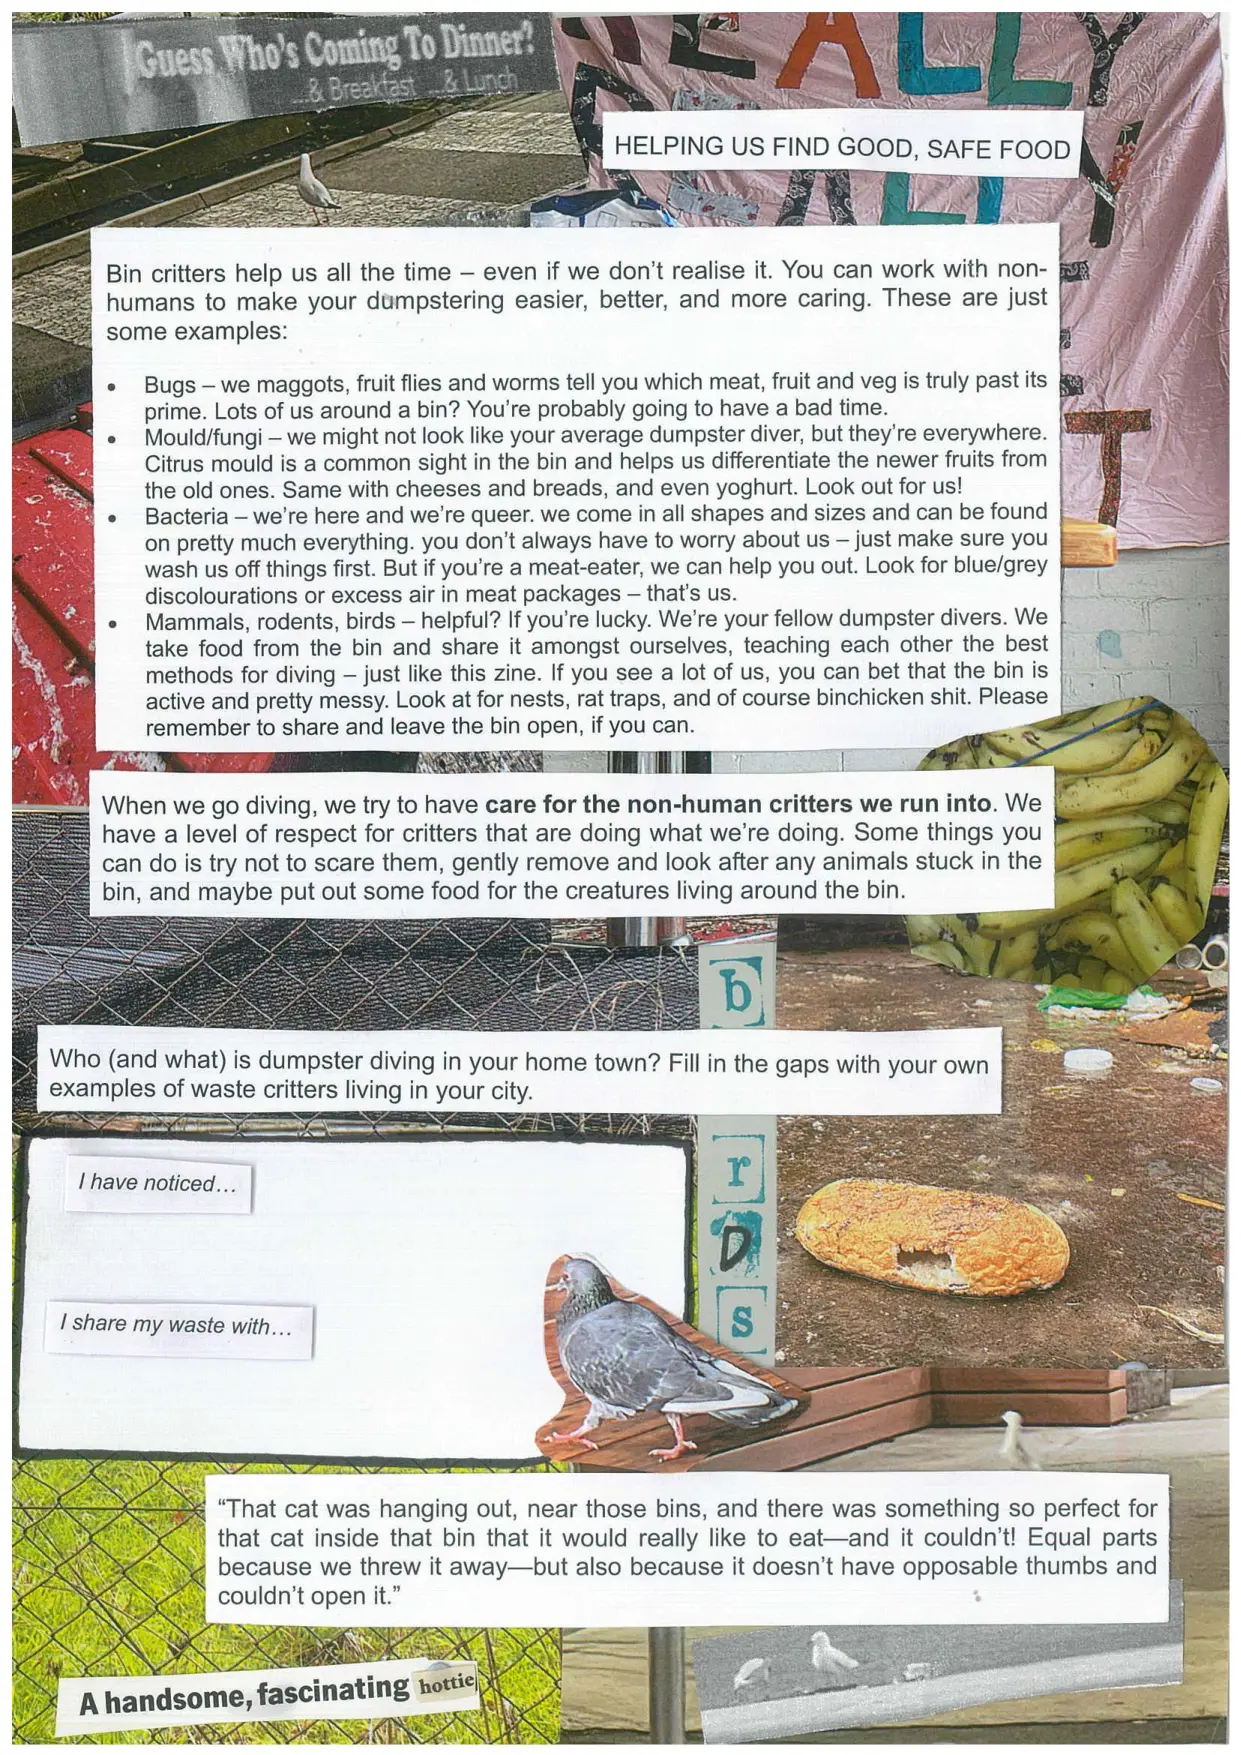 Guess Who's Coming To Dinner?
...& Breakfast ...& Lunch
REALLY
HELPING US FIND GOOD, SAFE FOOD
Bin critters help us all the time – even if we don't realise it. You can work with non-
humans to make your dumpstering easier, better, and more caring. These are just
some examples:
• Bugs – we maggots, fruit flies and worms tell you which meat, fruit and veg is truly past its
prime. Lots of us around a bin? You're probably going to have a bad time.
• Mould/fungi – we might not look like your average dumpster diver, but they're everywhere.
Citrus mould is a common sight in the bin and helps us differentiate the newer fruits from
the old ones. Same with cheeses and breads, and even yoghurt. Look out for us!
• Bacteria – we're here and we're queer. we come in all shapes and sizes and can be found
on pretty much everything. you don't always have to worry about us – just make sure you
wash us off things first. But if you're a meat-eater, we can help you out. Look for blue/grey
discolourations or excess air in meat packages – that's us.
• Mammals, rodents, birds – helpful? If you're lucky. We're your fellow dumpster divers. We
take food from the bin and share it amongst ourselves, teaching each other the best
methods for diving – just like this zine. If you see a lot of us, you can bet that the bin is
active and pretty messy. Look at for nests, rat traps, and of course binchicken shit. Please
remember to share and leave the bin open, if you can.
When we go diving, we try to have care for the non-human critters we run into. We
have a level of respect for critters that are doing what we're doing. Some things you
can do is try not to scare them, gently remove and look after any animals stuck in the
bin, and maybe put out some food for the creatures living around the bin.
b
Who (and what) is dumpster diving in your home town? Fill in the gaps with your own
examples of waste critters living in your city.
r
D
s
I have noticed...
I share my waste with...
“That cat was hanging out, near those bins, and there was something so perfect for
that cat inside that bin that it would really like to eat—and it couldn't! Equal parts
because we threw it away—but also because it doesn't have opposable thumbs and
couldn't open it.”
A handsome, fascinating hottie